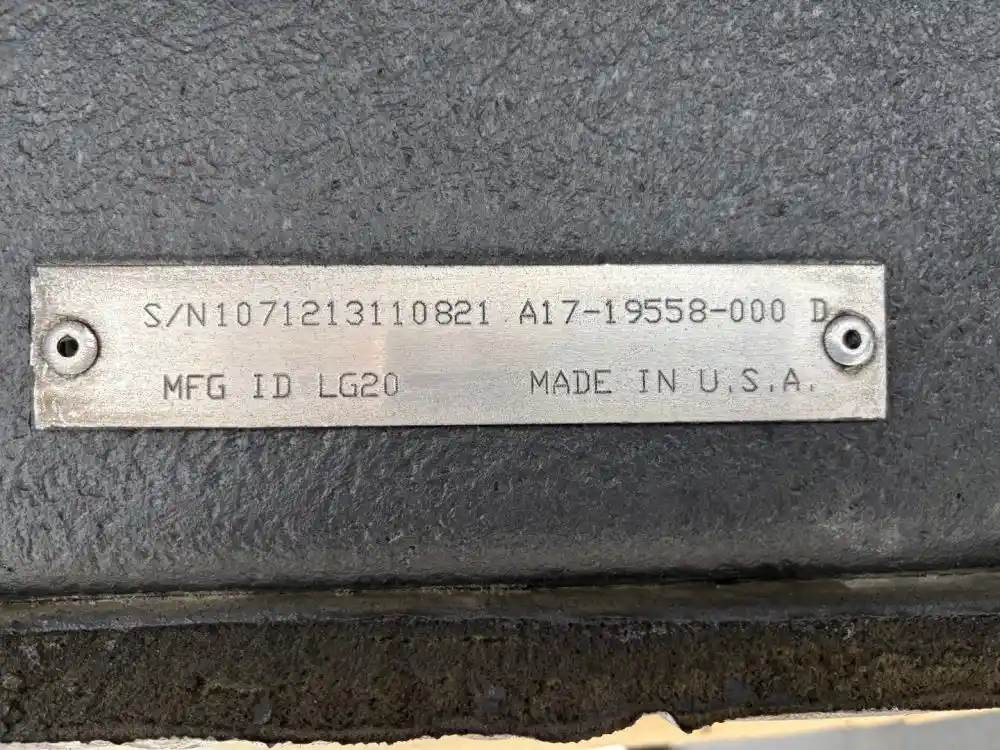 S/N1071213110821 A17-19558-000 D
MFG ID LG20 MADE IN U.S.A.